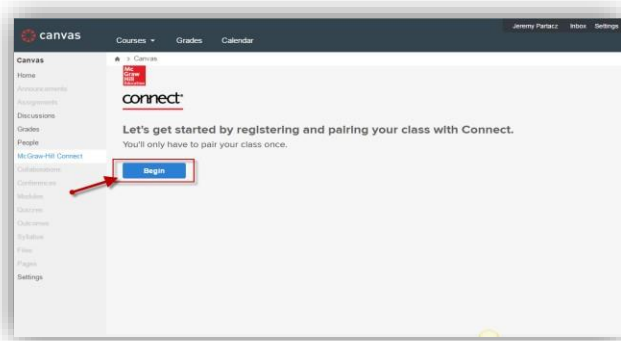 Jeremy Partacz Inbox Settings
canvas
Courses Grades Calendar
Canvas
Home
Announcements
Assignments
Discussions
Grades
People
McGraw-Hill Connect
Collaborations
Conferences
Modules
Quizzes
Outcomes
Syllabus
Files
Pages
Settings
> Canvas
Mc
Graw
Hill
Education
connect
Let's get started by registering and pairing your class with Connect.
You'll only have to pair your class once.
Begin